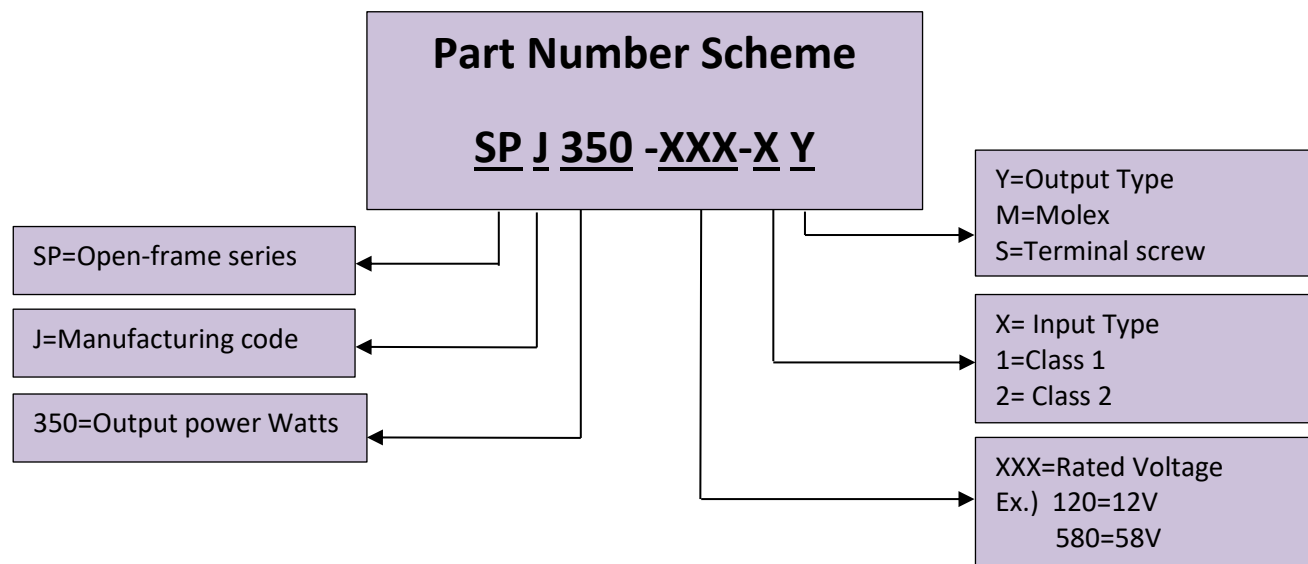 Part Number Scheme
SP J 350 -XXX-X Y
SP=Open-frame series
J=Manufacturing code
350=Output power Watts
Y=Output Type
M=Molex
S=Terminal screw
X= Input Type
1=Class 1
2= Class 2
XXX=Rated Voltage
Ex.) 120=12V
580=58V